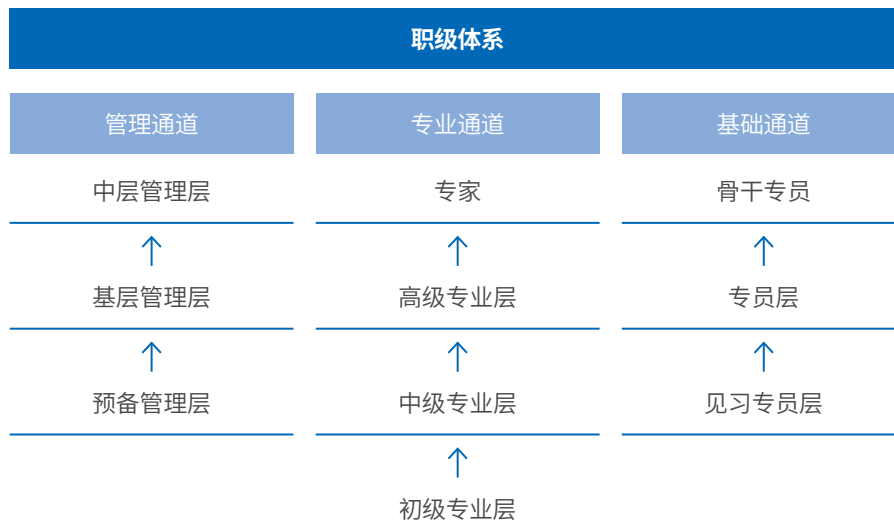 职级体系
管理通道 专业通道 基础通道
中层管理层 专家 骨干专员
基层管理层 高级专业层 专员层
预备管理层 中级专业层 见习专员层
初级专业层